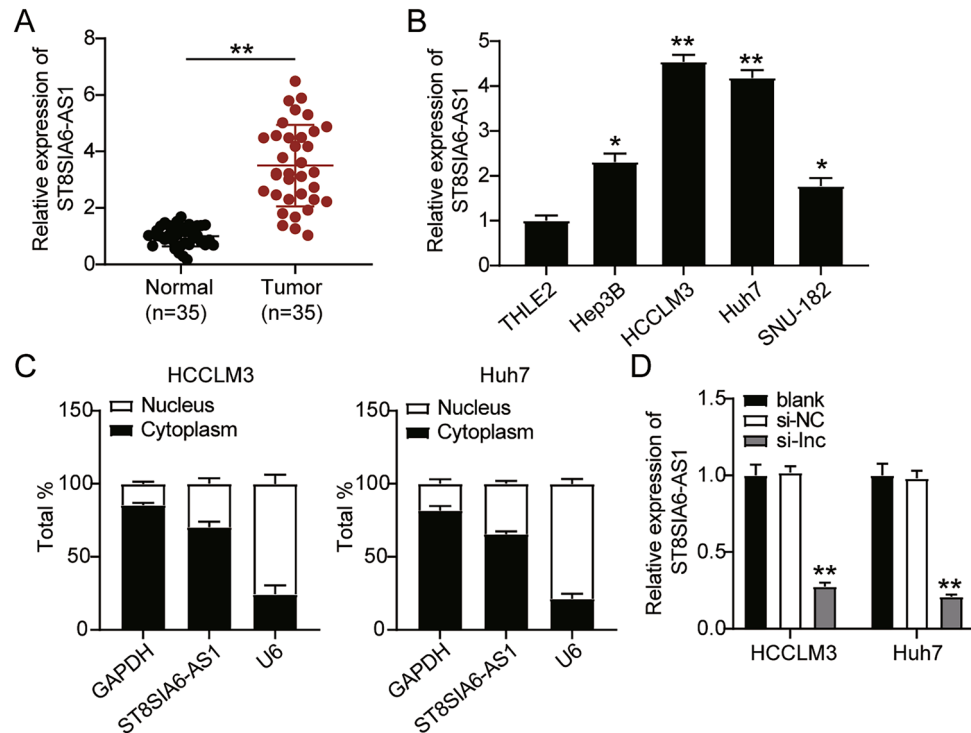 A
Relative expression of
ST8SIA6-AS1
8
6
4
2
0
**
Normal
(n=35)
Tumor
(n=35)
B
Relative expression of
ST8SIA6-AS1
5
4
3
2
1
0
*
**
**
*
THLE2
Hep3B
HCCLM3
Huh7
SNU-182
C
HCCLM3
Total %
150
100
50
0
Nucleus
Cytoplasm
GAPDH
ST8SIA6-AS1
U6
Huh7
Total %
150
100
50
0
Nucleus
Cytoplasm
GAPDH
ST8SIA6-AS1
U6
D
Relative expression of
ST8SIA6-AS1
1.5
1.0
0.5
0.0
blank
si-NC
si-lnc
**
**
HCCLM3
Huh7